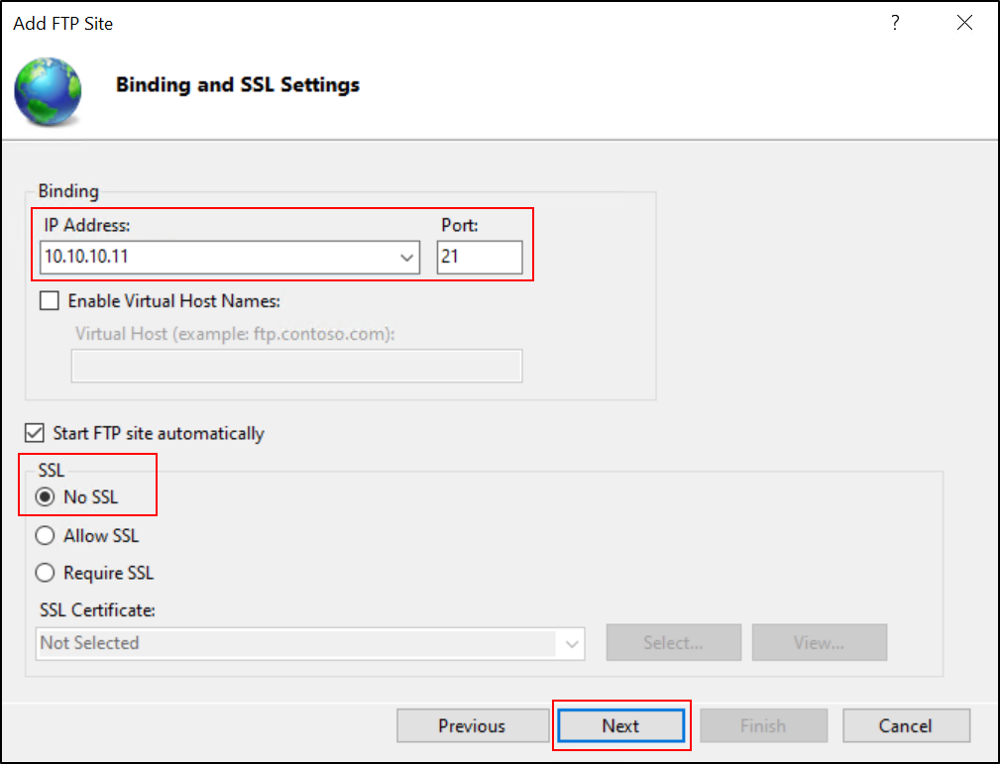 Add FTP Site
?
Binding and SSL Settings
Binding
IP Address: Port:
10.10.10.11 21
Enable Virtual Host Names:
Virtual Host (example: ftp.contoso.com):
Start FTP site automatically
SSL
No SSL
Allow SSL
Require SSL
SSL Certificate:
Not Selected Select... View...
Previous Next Finish Cancel